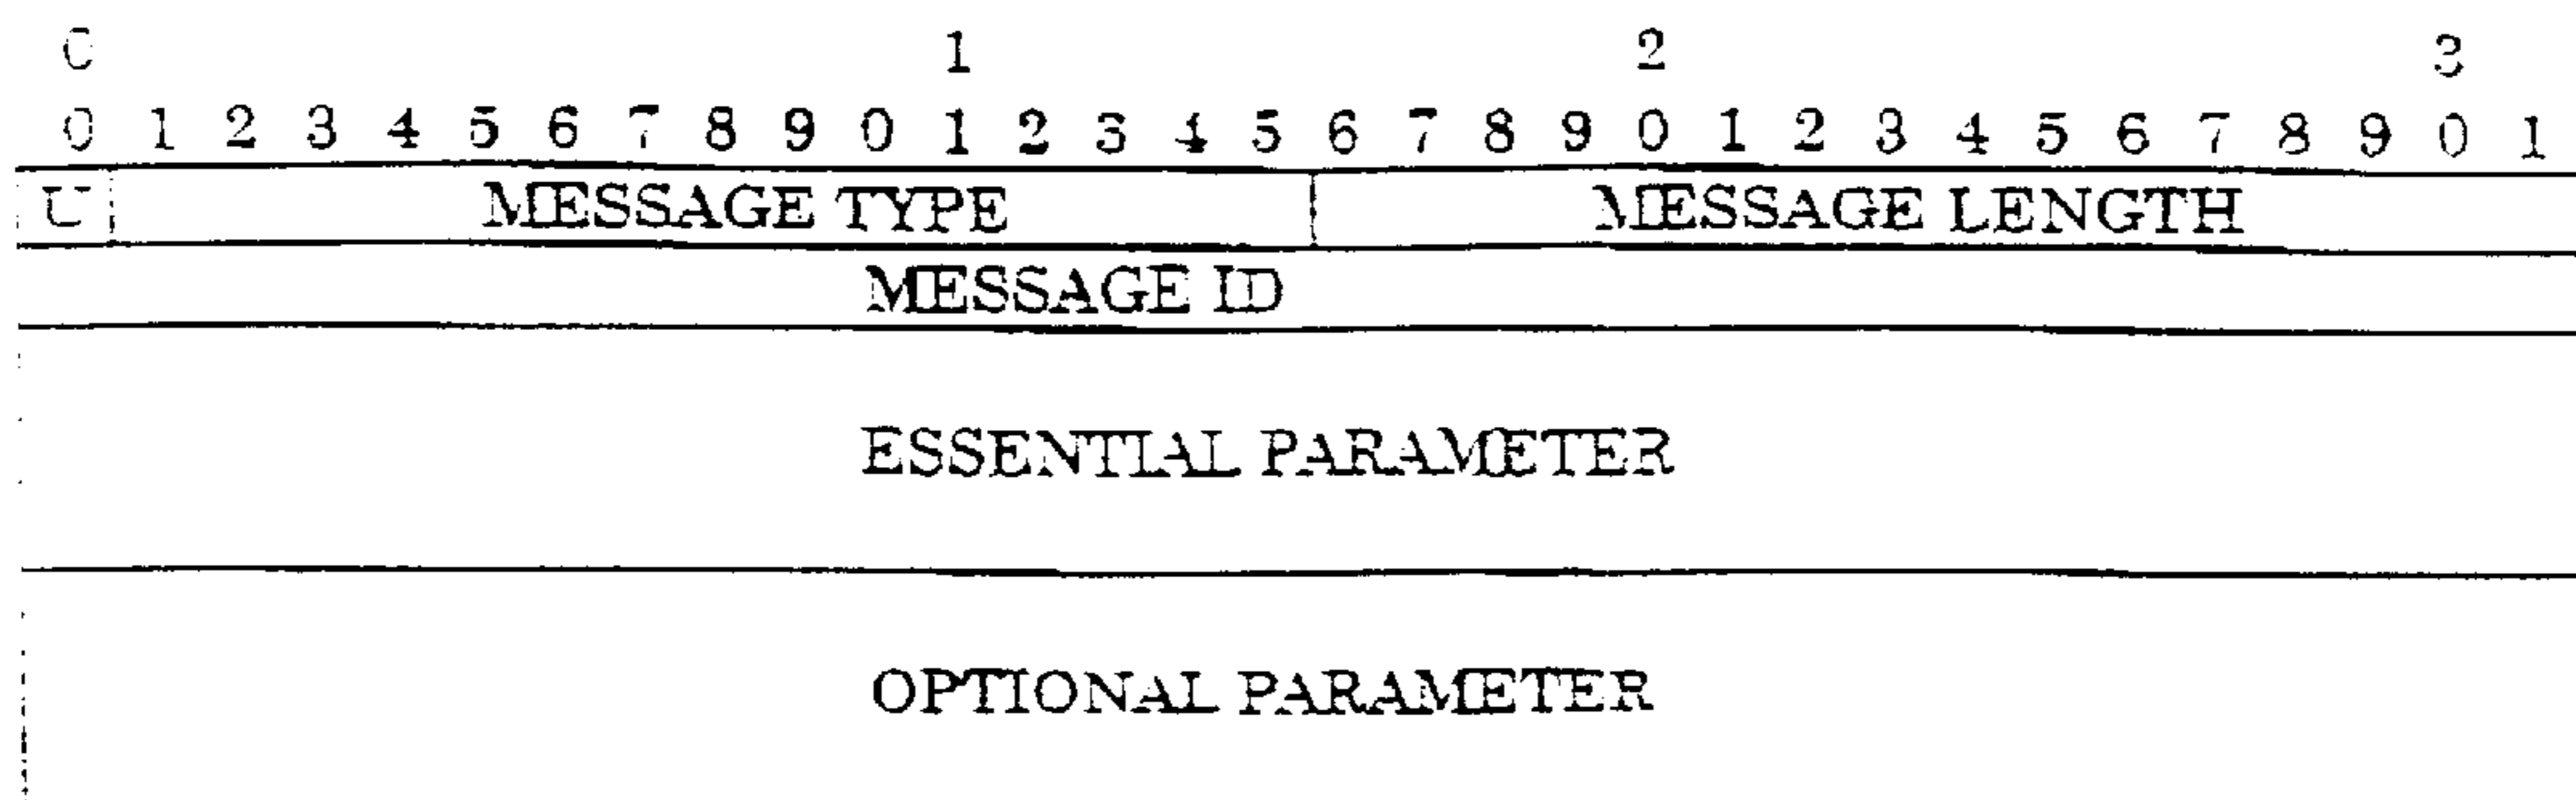 0 1 2 3
0 1 2 3 4 5 6 7 8 9 0 1 2 3 4 5 6 7 8 9 0 1 2 3 4 5 6 7 8 9 0 1
U MESSAGE TYPE MESSAGE LENGTH
MESSAGE ID
ESSENTIAL PARAMETER
OPTIONAL PARAMETER